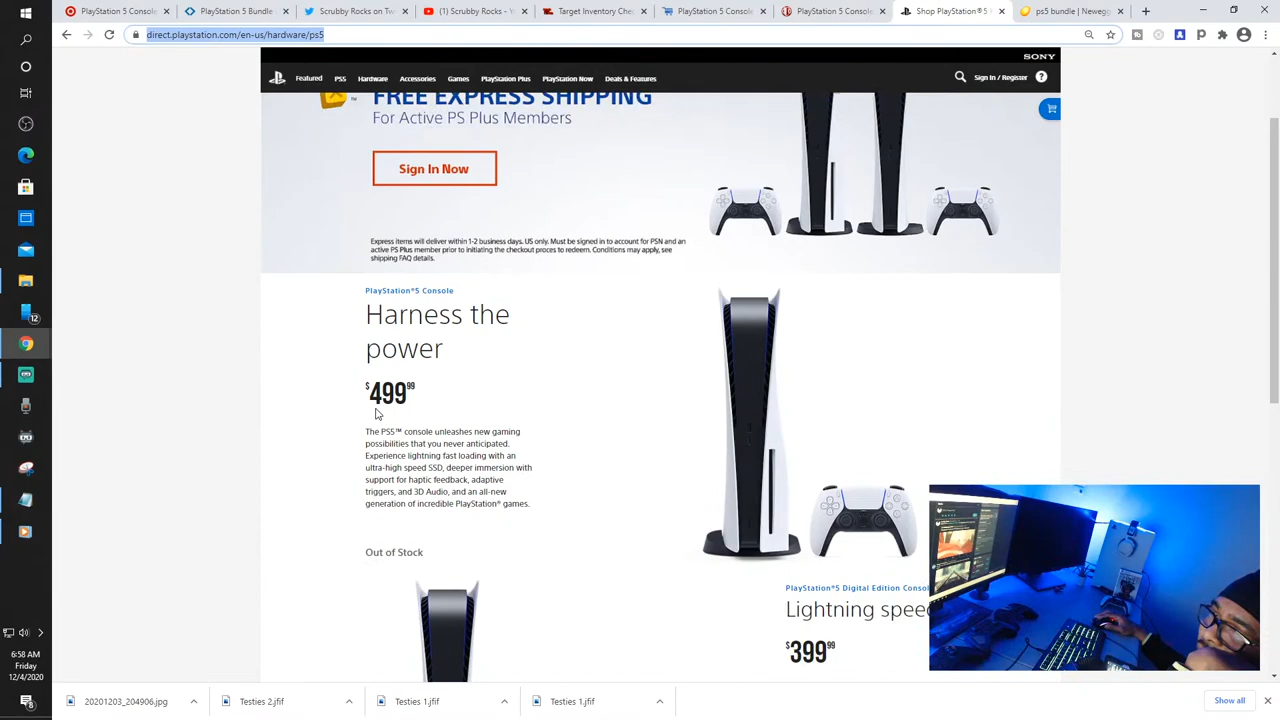 PlayStation 5 Console
PlayStation 5 Bundle
Scrubby Rocks on Tw
(1) Scrubby Rocks - Y
Target Inventory Che
PlayStation 5 Console
PlayStation 5 Consol
Shop PlayStation®5
ps5 bundle | Newegg
direct.playstation.com/en-us/hardware/ps5
SONY
Featured
PS5
Hardware
Accessories
Games
PlayStation Plus
PlayStation Now
Deals & Features
Sign In / Register
FREE EXPRESS SHIPPING
For Active PS Plus Members
Sign In Now
Express items will deliver within 1-2 business days. US only. Must be signed in to account for PSN and an
active PS Plus member prior to initiating the checkout proces to redeem. Conditions may apply, see
shipping FAQ details.
PlayStation®5 Console
Harness the
power
$499.99
The PS5™ console unleashes new gaming
possibilities that you never anticipated.
Experience lightning fast loading with an
ultra-high speed SSD, deeper immersion with
support for haptic feedback, adaptive
triggers, and 3D Audio, and an all-new
generation of incredible PlayStation® games.
Out of Stock
PlayStation®5 Digital Edition Consol
Lightning spee
$399.99
12
6:58 AM
Friday
12/4/2020
8
20201203_204906.jpg
Testies 2.jfif
Testies 1.jfif
Testies 1.jfif
Show all